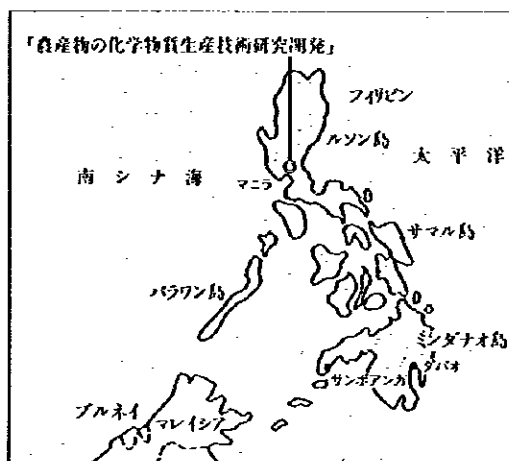 「農産物の化学物質生産技術研究開発」
フィリピン
ルソン島
太平洋
南シナ海
マニラ
サマル島
パラワン島
ミンダナオ島
ダバオ
サンボアンガ
ブルネイ
マレイシア